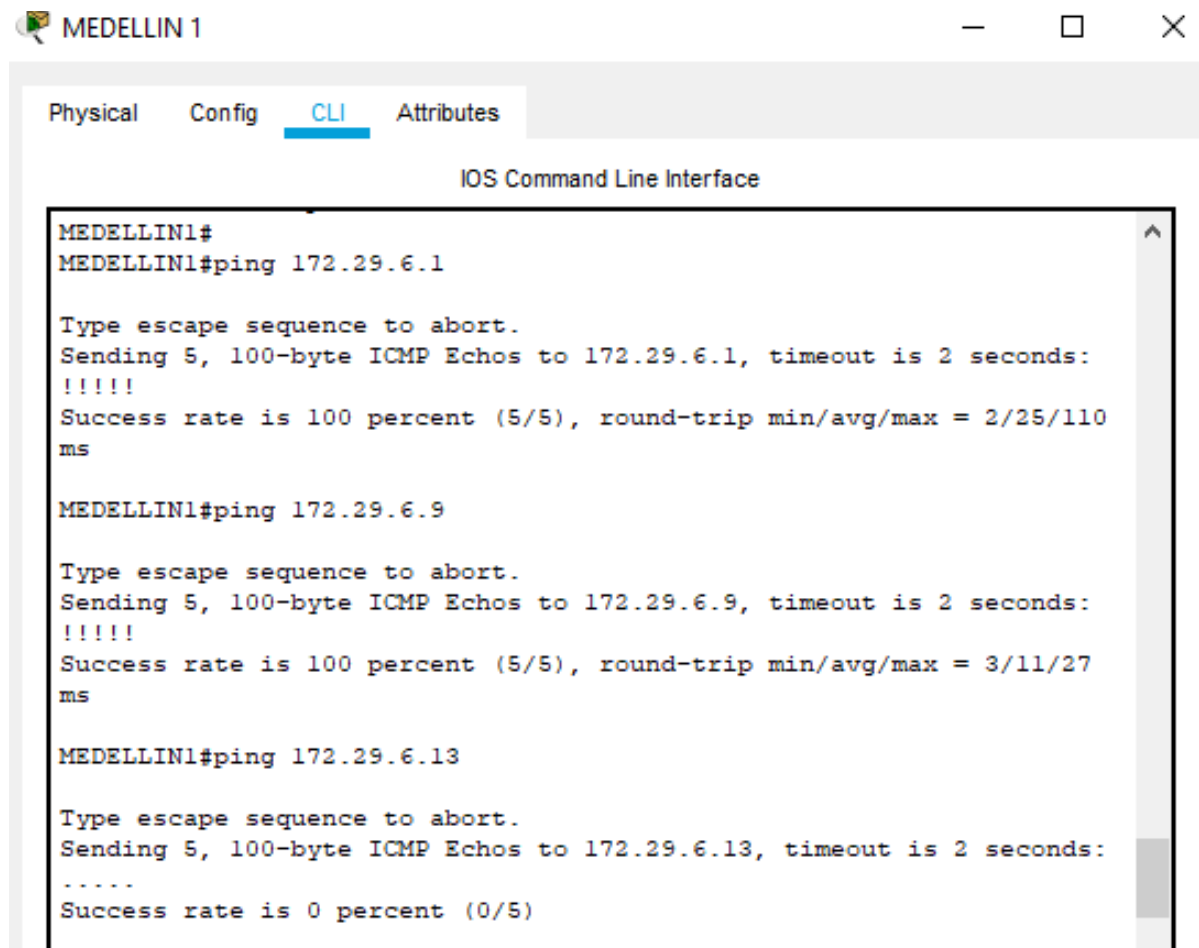 MEDELLIN 1
Physical Config CLI Attributes
IOS Command Line Interface
MEDELLIN1#
MEDELLIN1#ping 172.29.6.1
Type escape sequence to abort.
Sending 5, 100-byte ICMP Echos to 172.29.6.1, timeout is 2 seconds:
!!!!!
Success rate is 100 percent (5/5), round-trip min/avg/max = 2/25/110
ms
MEDELLIN1#ping 172.29.6.9
Type escape sequence to abort.
Sending 5, 100-byte ICMP Echos to 172.29.6.9, timeout is 2 seconds:
!!!!!
Success rate is 100 percent (5/5), round-trip min/avg/max = 3/11/27
ms
MEDELLIN1#ping 172.29.6.13
Type escape sequence to abort.
Sending 5, 100-byte ICMP Echos to 172.29.6.13, timeout is 2 seconds:
.....
Success rate is 0 percent (0/5)